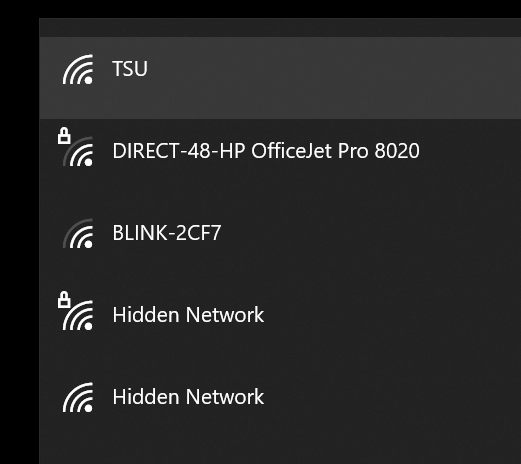 TSU
DIRECT-48-HP OfficeJet Pro 8020
BLINK-2CF7
Hidden Network
Hidden Network